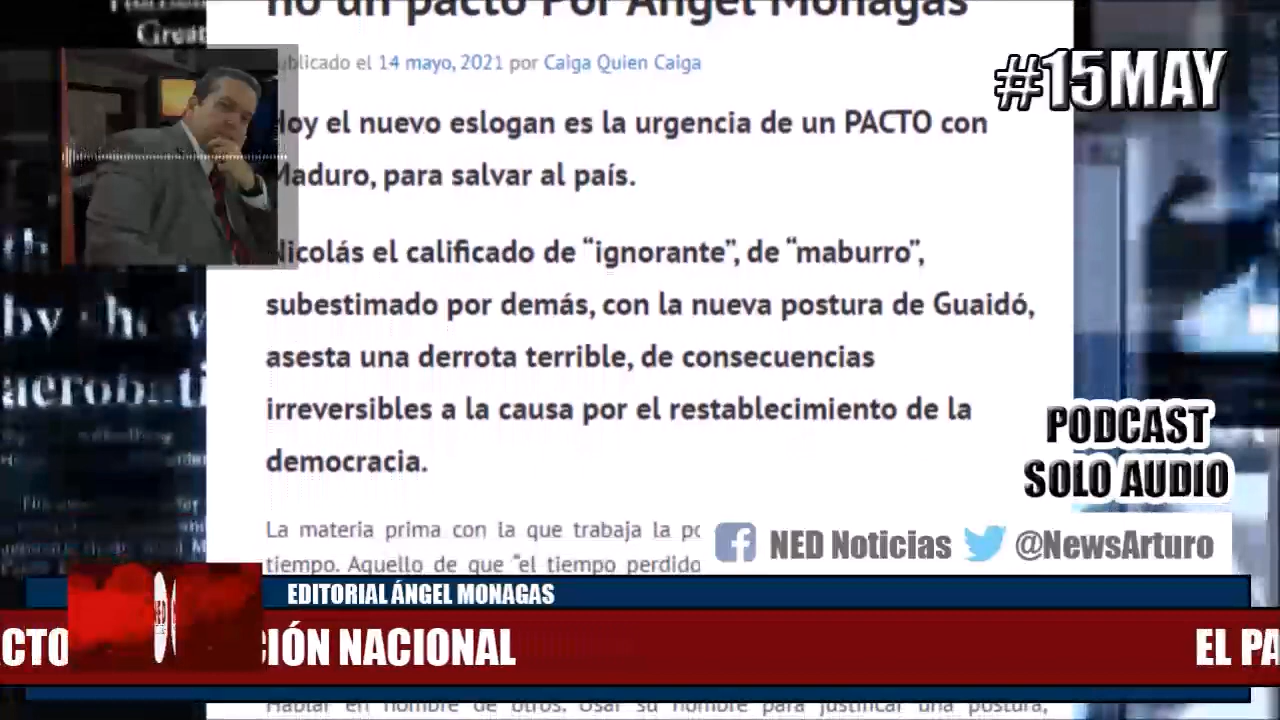 Great
no un pacto Por Ángel Monagas
#15MAY
ublicado el 14 mayo, 2021 por Caiga Quien Caiga
Hoy el nuevo eslogan es la urgencia de un PACTO con
Maduro, para salvar al país.
Nicolás el calificado de “ignorante”, de “maburro”,
subestimado por demás, con la nueva postura de Guaidó,
asesta una derrota terrible, de consecuencias
irreversibles a la causa por el restablecimiento de la
democracia.
PODCAST
SOLO AUDIO
La materia prima con la que trabaja la po
tiempo. Aquello de que “el tiempo perdido
NED Noticias @NewsArturo
EDITORIAL ÁNGEL MONAGAS
CTO CIÓN NACIONAL EL PA
Hablar en nombre de otros. Usar su nombre para justificar una postura,